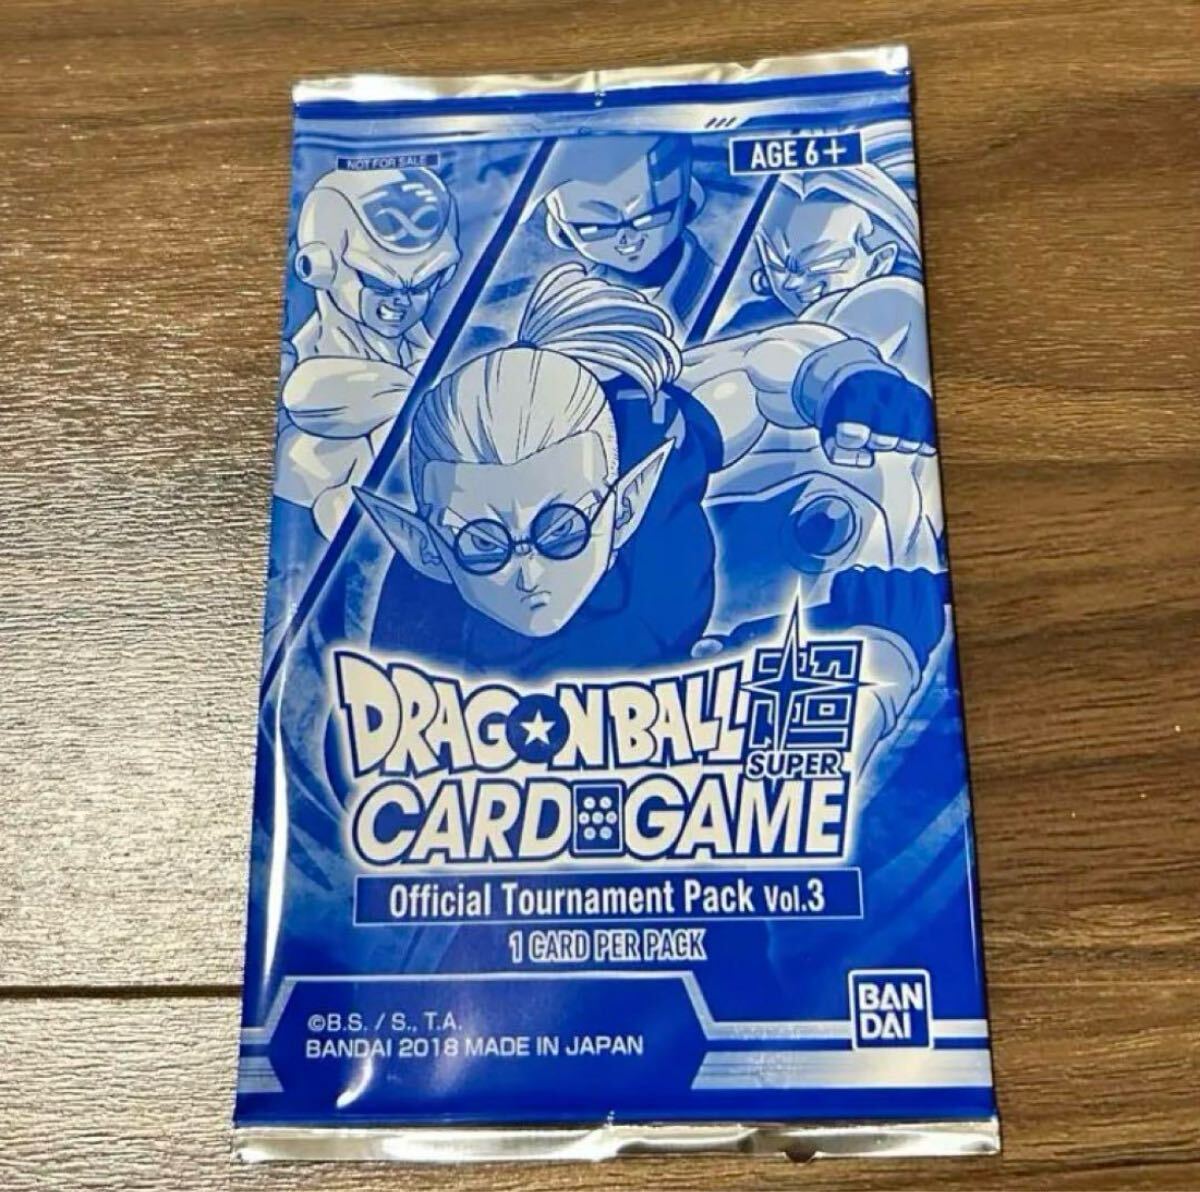 NOT FOR SALE
AGE 6+
DRAGON BALL 超
SUPER
CARD GAME
Official Tournament Pack Vol.3
1 CARD PER PACK
©B.S. / S., T.A.
BANDAI 2018 MADE IN JAPAN
BAN
DAI